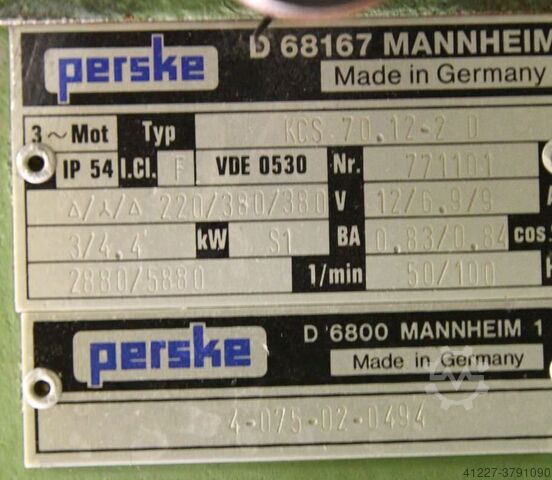 perske D 68167 MANNHEIM
Made in Germany
3~Mot Typ KCS 70.12-2 D
IP 54 I.Cl. F VDE 0530 Nr. 771101
△/⅄/△ 220/380/380 V 12/6.9/9 A
3/4.4 kW S1 BA 0.83/0.84 cos
2880/5880 1/min 50/100
perske D 6800 MANNHEIM 1
Made in Germany
4-075-02-0494
41227-3791090